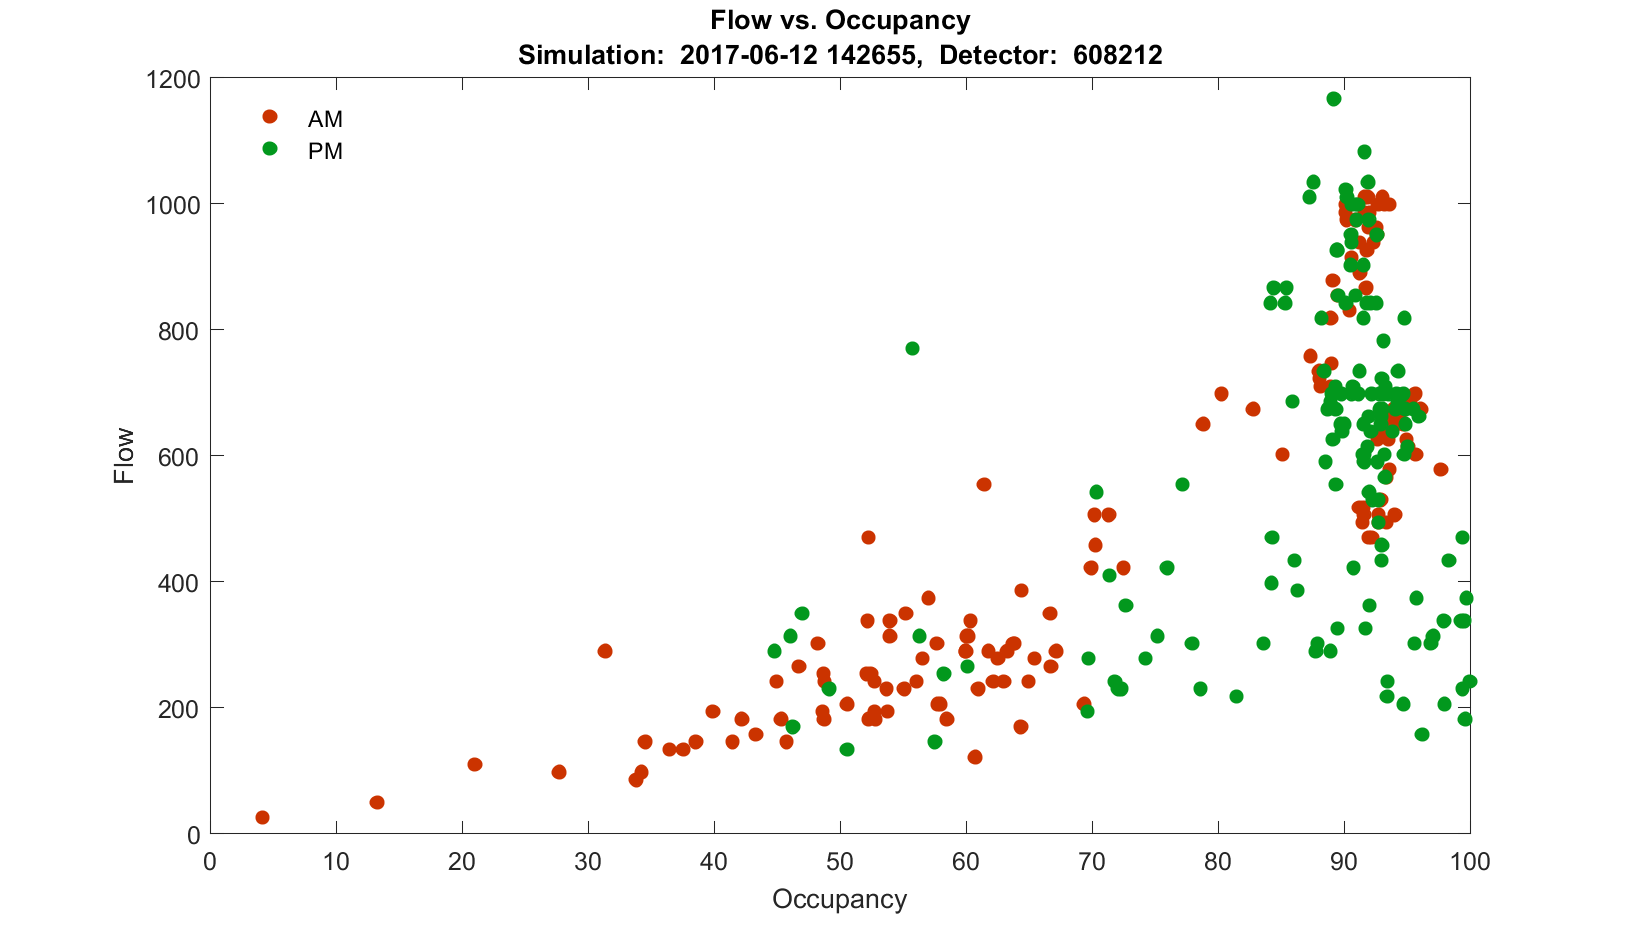 Flow vs. Occupancy
Simulation:  2017-06-12 142655,  Detector:  608212
1200
1000
800
600
400
200
0
Flow
AM
PM
0 10 20 30 40 50 60 70 80 90 100
Occupancy